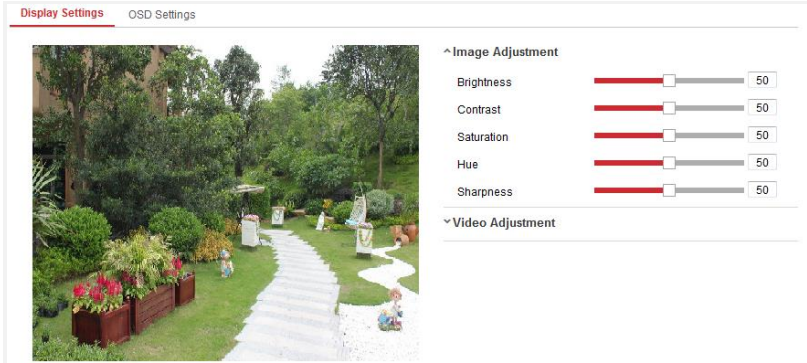 Display Settings OSD Settings
Image Adjustment
Brightness 50
Contrast 50
Saturation 50
Hue 50
Sharpness 50
Video Adjustment